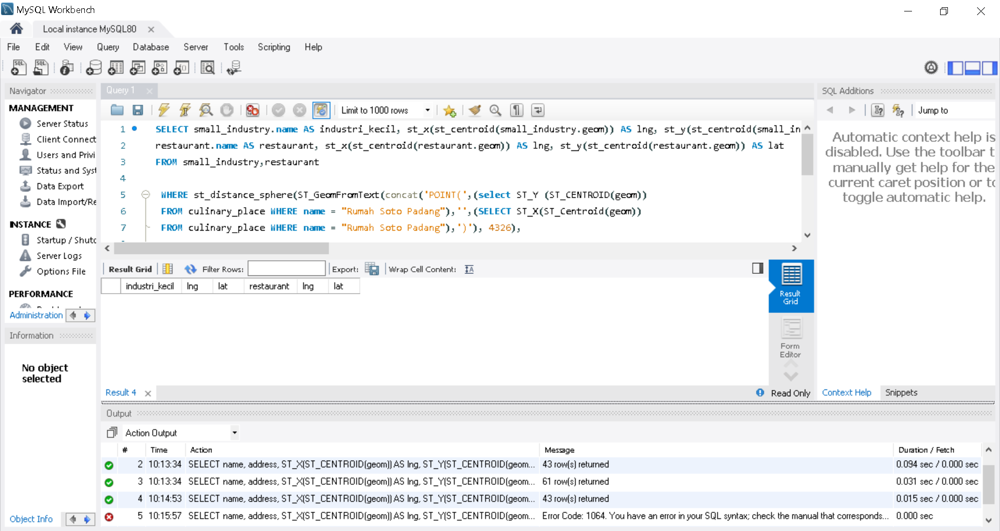 MySQL Workbench
Local instance MySQL80
File Edit View Query Database Server Tools Scripting Help
Navigator
MANAGEMENT
Server Status
Client Connect
Users and Privi
Status and Syst
Data Export
Data Import/Re
INSTANCE
Startup / Shutd
Server Logs
Options File
PERFORMANCE
Administration
Information
No object
selected
Object Info
Query 1
Limit to 1000 rows
1 SELECT small_industry.name AS industri_kecil, st_x(st_centroid(small_industry.geom)) AS lng, st_y(st_centroid(small_in
2 restaurant.name AS restaurant, st_x(st_centroid(restaurant.geom)) AS lng, st_y(st_centroid(restaurant.geom)) AS lat
3 FROM small_industry,restaurant
4
5 WHERE st_distance_sphere(ST_GeomFromText(concat('POINT(',(select ST_Y (ST_CENTROID(geom))
6 FROM culinary_place WHERE name = "Rumah Soto Padang"),'',(SELECT ST_X(ST_Centroid(geom))
7 FROM culinary_place WHERE name = "Rumah Soto Padang"),')'), 4326),
Result Grid Filter Rows: Export: Wrap Cell Content:
industri_kecil lng lat restaurant lng lat
Result
Grid
Form
Editor
Result 4
Read Only
SQL Additions
Jump to
Automatic context help is
disabled. Use the toolbar t
manually get help for the
current caret position or to
toggle automatic help.
Context Help Snippets
Output
Action Output
# Time Action Message Duration / Fetch
2 10:13:34 SELECT name, address, ST_X(ST_CENTROID(geom)) AS lng, ST_Y(ST_CENTROID(geom... 43 row(s) returned 0.094 sec / 0.000 sec
3 10:13:34 SELECT name, address, ST_X(ST_CENTROID(geom)) AS lng, ST_Y(ST_CENTROID(geom... 61 row(s) returned 0.031 sec / 0.000 sec
4 10:14:53 SELECT name, address, ST_X(ST_CENTROID(geom)) AS lng, ST_Y(ST_CENTROID(geom... 43 row(s) returned 0.015 sec / 0.000 sec
5 10:15:57 SELECT name, address, ST_X(ST_CENTROID(geom)) AS lng, ST_Y(ST_CENTROID(geom... Error Code: 1064. You have an error in your SQL syntax; check the manual that corresponds... 0.000 sec